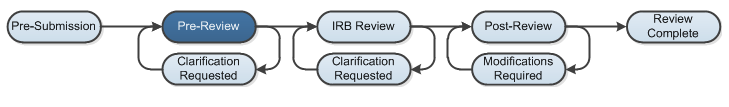 Pre-Submission
Pre-Review
IRB Review
Post-Review
Review
Complete
Clarification
Requested
Clarification
Requested
Modifications
Required